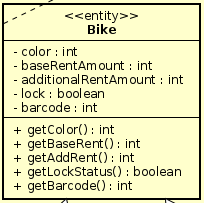 <<entity>>
Bike
- color : int
- baseRentAmount : int
- additionalRentAmount : int
- lock : boolean
- barcode : int
+ getColor() : int
+ getBaseRent() : int
+ getAddRent() : int
+ getLockStatus() : boolean
+ getBarcode() : int